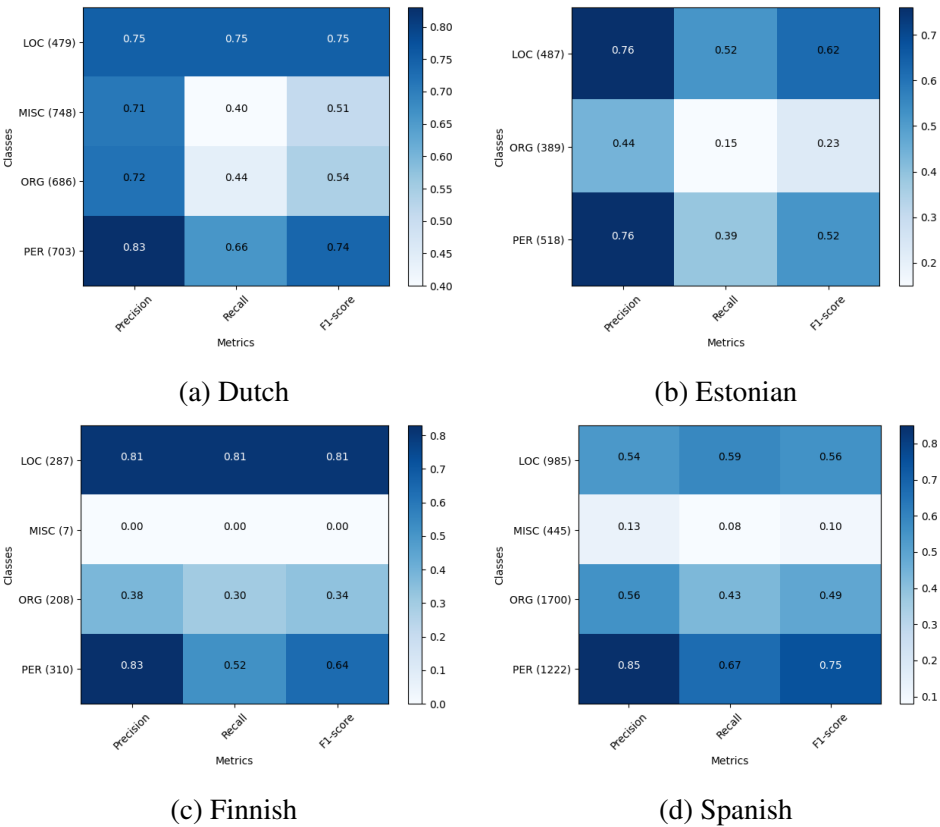 LOC (479) 0.75 0.75 0.75
MISC (748) 0.71 0.40 0.51
ORG (686) 0.72 0.44 0.54
PER (703) 0.83 0.66 0.74
Classes
Precision Recall F1-score
Metrics
0.80
0.75
0.70
0.65
0.60
0.55
0.50
0.45
0.40
(a) Dutch
LOC (487) 0.76 0.52 0.62
ORG (389) 0.44 0.15 0.23
PER (518) 0.76 0.39 0.52
Classes
Precision Recall F1-score
Metrics
0.7
0.6
0.5
0.4
0.3
0.2
(b) Estonian
LOC (287) 0.81 0.81 0.81
MISC (7) 0.00 0.00 0.00
ORG (208) 0.38 0.30 0.34
PER (310) 0.83 0.52 0.64
Classes
Precision Recall F1-score
Metrics
0.8
0.7
0.6
0.5
0.4
0.3
0.2
0.1
0.0
(c) Finnish
LOC (985) 0.54 0.59 0.56
MISC (445) 0.13 0.08 0.10
ORG (1700) 0.56 0.43 0.49
PER (1222) 0.85 0.67 0.75
Classes
Precision Recall F1-score
Metrics
0.8
0.7
0.6
0.5
0.4
0.3
0.2
0.1
(d) Spanish